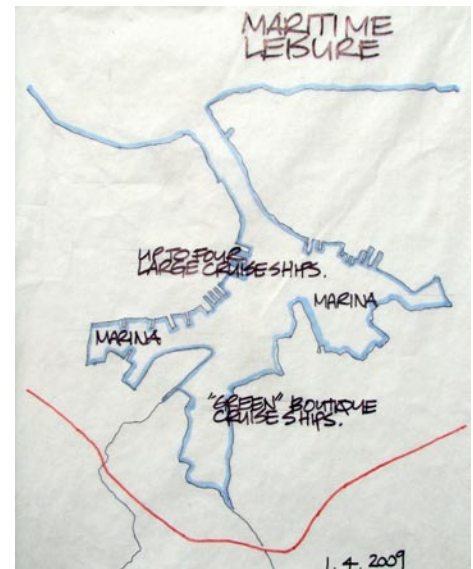 MARITIME
LEISURE
UP TO FOUR
LARGE CRUISE SHIPS.
MARINA
MARINA
"GREEN" BOUTIQUE
CRUISE SHIPS.
1. 4. 2009